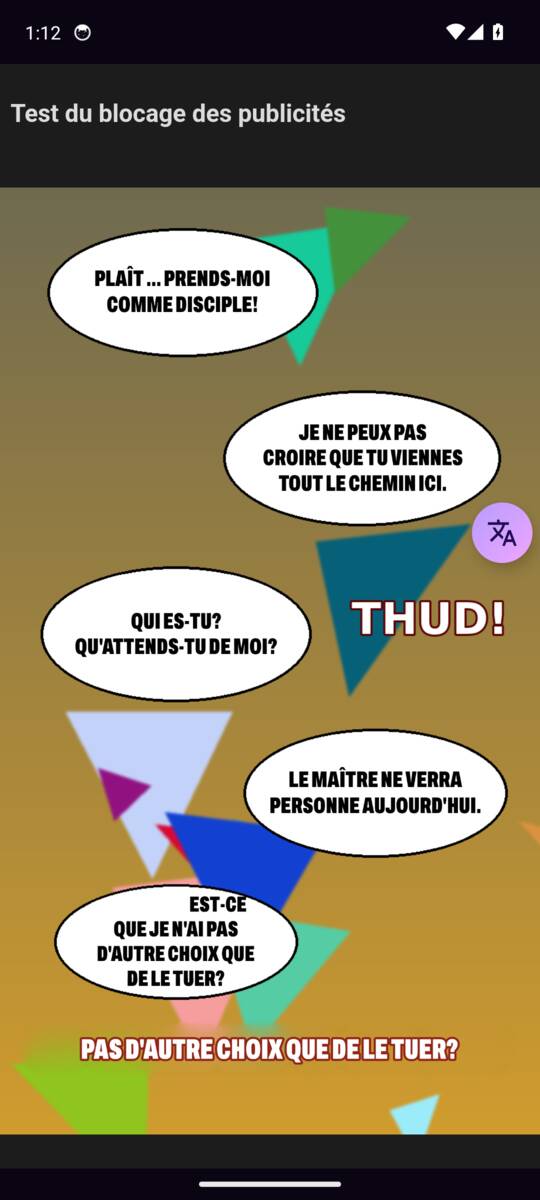 1:12
Test du blocage des publicités
PLAÎT ... PRENDS-MOI
COMME DISCIPLE!
JE NE PEUX PAS
CROIRE QUE TU VIENNES
TOUT LE CHEMIN ICI.
THUD!
QUI ES-TU?
QU'ATTENDS-TU DE MOI?
LE MAÎTRE NE VERRA
PERSONNE AUJOURD'HUI.
EST-CE
QUE JE N'AI PAS
D'AUTRE CHOIX QUE
DE LE TUER?
PAS D'AUTRE CHOIX QUE DE LE TUER?